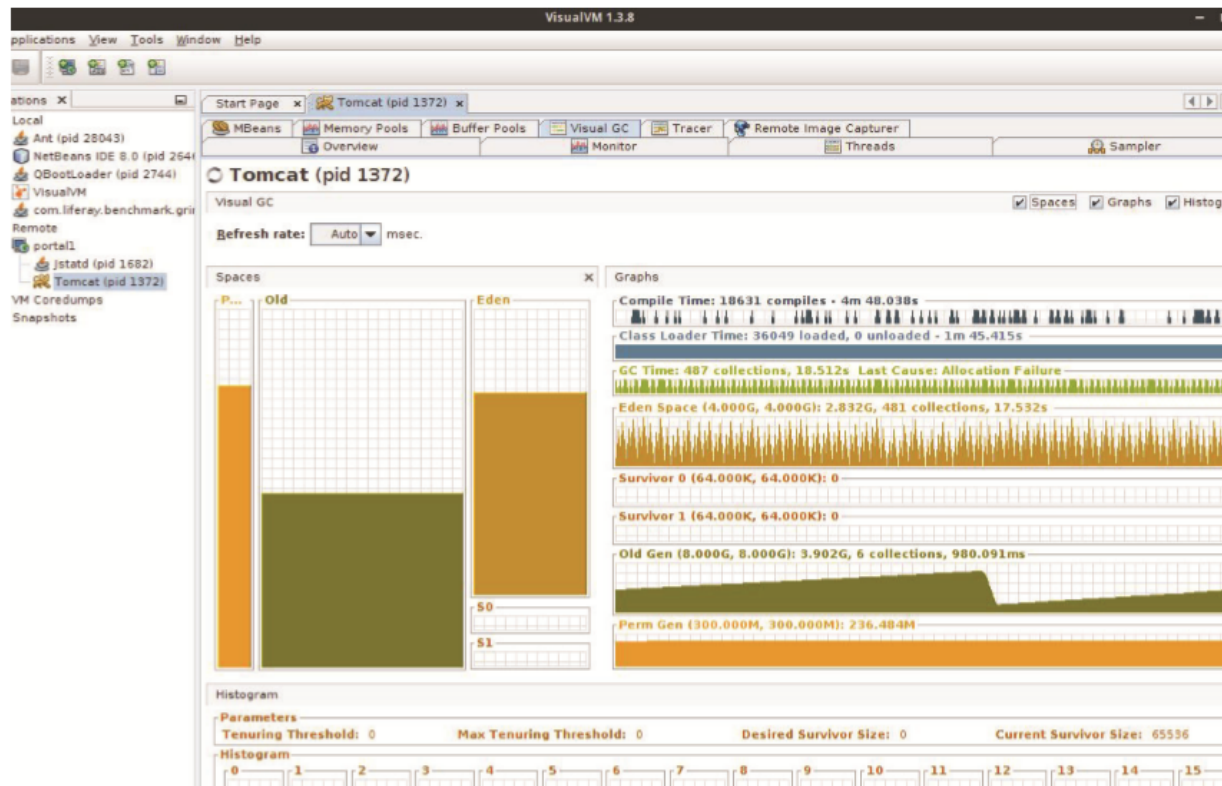 VisualVM 1.3.8
pplications View Tools Window Help
ations
Start Page
Tomcat (pid 1372)
Local
Ant (pid 28043)
NetBeans IDE 8.0 (pid 264
QBootLoader (pid 2744)
VisualVM
com.liferay.benchmark.grin
Remote
portal1
Jstatd (pid 1682)
Tomcat (pid 1372)
VM Coredumps
Snapshots
MBeans Memory Pools Buffer Pools Visual GC Tracer Remote Image Capturer
Overview Monitor Threads Sampler
Tomcat (pid 1372)
Visual GC Spaces Graphs Histog
Refresh rate: Auto msec.
Spaces
P... Old Eden
S0
S1
Graphs
Compile Time: 18631 compiles - 4m 48.038s
Class Loader Time: 36049 loaded, 0 unloaded - 1m 45.415s
GC Time: 487 collections, 18.512s Last Cause: Allocation Failure
Eden Space (4.000G, 4.000G): 2.832G, 481 collections, 17.532s
Survivor 0 (64.000K, 64.000K): 0
Survivor 1 (64.000K, 64.000K): 0
Old Gen (8.000G, 8.000G): 3.902G, 6 collections, 980.091ms
Perm Gen (300.000M, 300.000M): 236.484M
Histogram
Parameters
Tenuring Threshold: 0 Max Tenuring Threshold: 0 Desired Survivor Size: 0 Current Survivor Size: 65536
Histogram
0 1 2 3 4 5 6 7 8 9 10 11 12 13 14 15